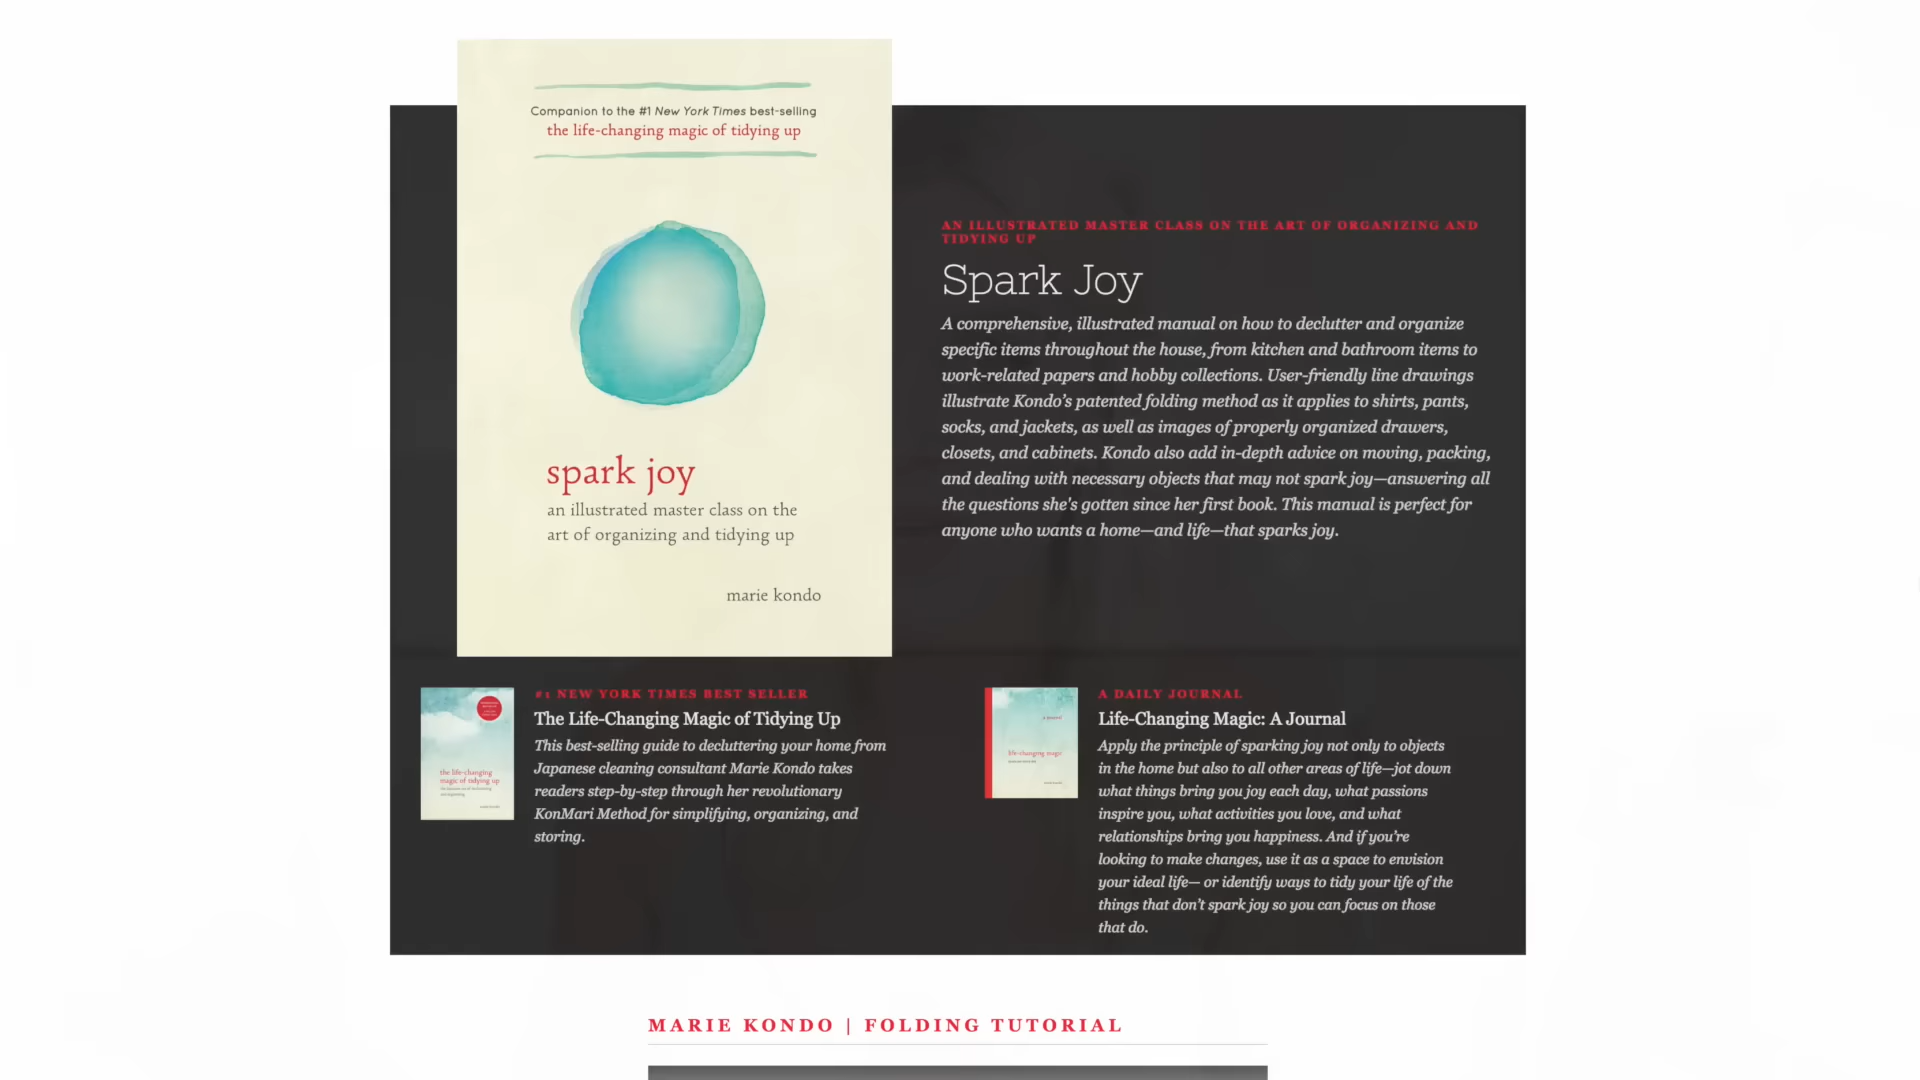 Companion to the #1 New York Times best-selling
the life-changing magic of tidying up
spark joy
an illustrated master class on the
art of organizing and tidying up
marie kondo
AN ILLUSTRATED MASTER CLASS ON THE ART OF ORGANIZING AND
TIDYING UP
Spark Joy
A comprehensive, illustrated manual on how to declutter and organize
specific items throughout the house, from kitchen and bathroom items to
work-related papers and hobby collections. User-friendly line drawings
illustrate Kondo's patented folding method as it applies to shirts, pants,
socks, and jackets, as well as images of properly organized drawers,
closets, and cabinets. Kondo also add in-depth advice on moving, packing,
and dealing with necessary objects that may not spark joy—answering all
the questions she's gotten since her first book. This manual is perfect for
anyone who wants a home—and life—that sparks joy.
the life-changing
magic of tidying up
#1 NEW YORK TIMES BEST SELLER
The Life-Changing Magic of Tidying Up
This best-selling guide to decluttering your home from
Japanese cleaning consultant Marie Kondo takes
readers step-by-step through her revolutionary
KonMari Method for simplifying, organizing, and
storing.
a journal
life-changing magic
A DAILY JOURNAL
Life-Changing Magic: A Journal
Apply the principle of sparking joy not only to objects
in the home but also to all other areas of life—jot down
what things bring you joy each day, what passions
inspire you, what activities you love, and what
relationships bring you happiness. And if you're
looking to make changes, use it as a space to envision
your ideal life— or identify ways to tidy your life of the
things that don't spark joy so you can focus on those
that do.
MARIE KONDO | FOLDING TUTORIAL